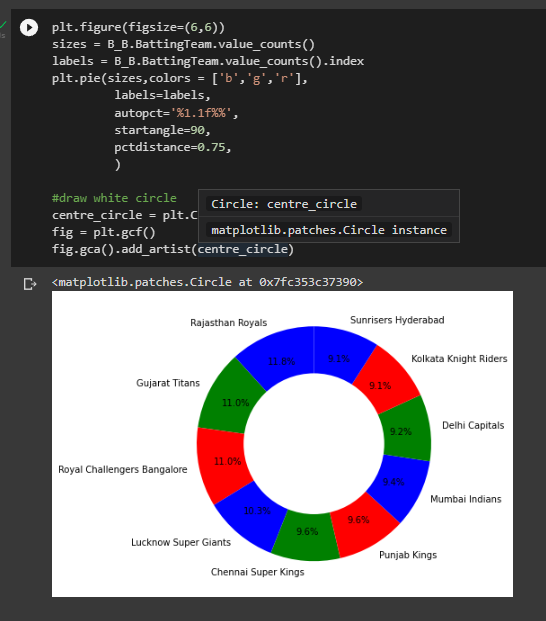 plt.figure(figsize=(6,6))
sizes = B_B.BattingTeam.value_counts()
labels = B_B.BattingTeam.value_counts().index
plt.pie(sizes,colors = ['b','g','r'],
labels=labels,
autopct='%1.1f%%',
startangle=90,
pctdistance=0.75,
)
#draw white circle
centre_circle = plt.C
Circle: centre_circle
fig = plt.gcf()
matplotlib.patches.Circle instance
fig.gca().add_artist(centre_circle)
<matplotlib.patches.Circle at 0x7fc353c37390>
Rajasthan Royals
Sunrisers Hyderabad
11.8%
9.1%
Kolkata Knight Riders
9.1%
Gujarat Titans
11.0%
Delhi Capitals
9.2%
Royal Challengers Bangalore
11.0%
9.4%
Mumbai Indians
Lucknow Super Giants
9.6%
9.6%
Punjab Kings
Chennai Super Kings